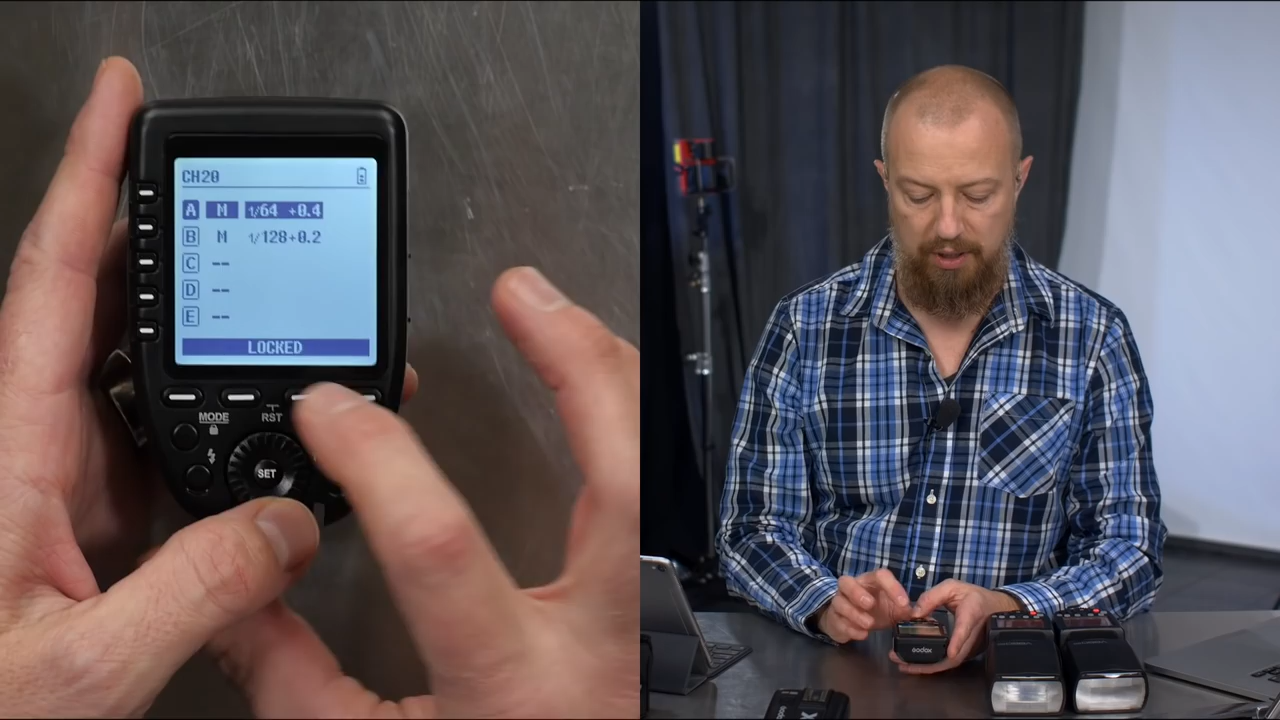 CH20
A M 1/64 +0.4
B M 1/128+0.2
C --
D --
E --
LOCKED
MODE
RST
SET
Godox